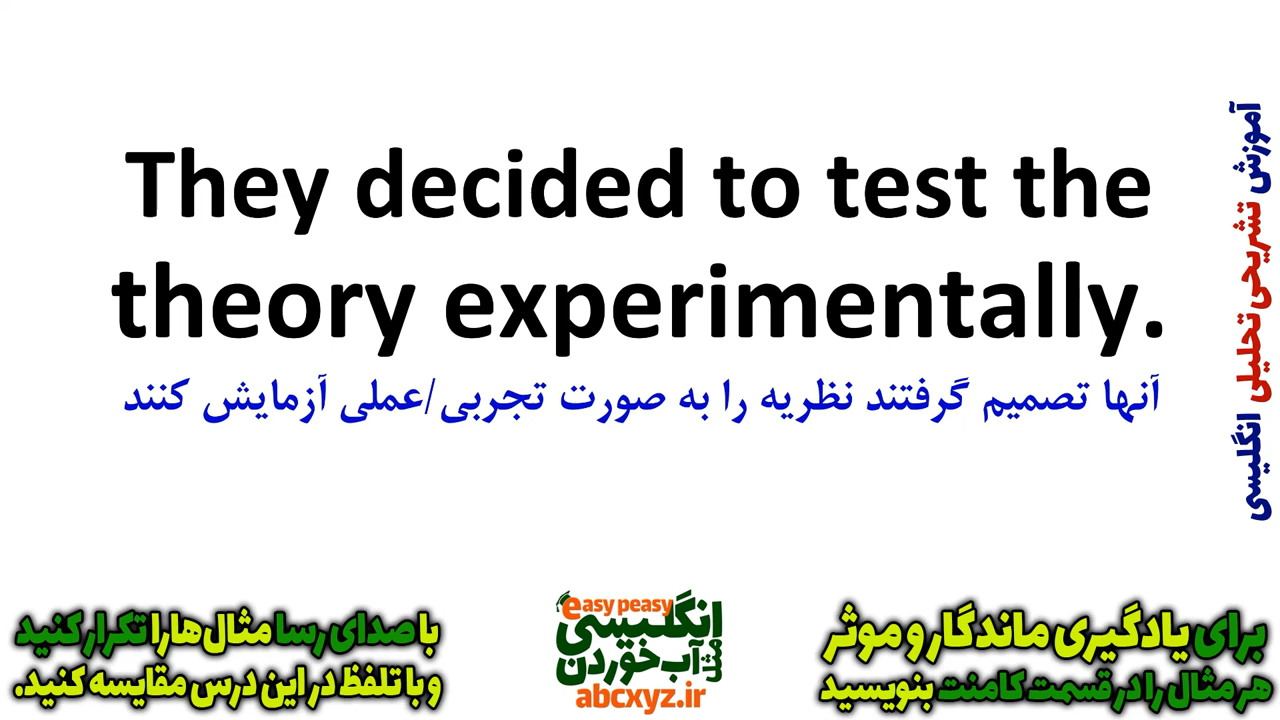 They decided to test the
theory experimentally.
آنها تصمیم گرفتند نظریه را به صورت تجربی/عملی آزمایش کنند
آموزش تشریحی تحلیلی انگلیسی
برای یادگیری ماندگار و موثر
هر مثال را در قسمت کامنت بنویسید
easy peasy
انگلیسی
مثل آب خوردن
abcxyz.ir
با صدای رسا مثال‌ها را تکرار کنید
و با تلفظ در این درس مقایسه کنید.